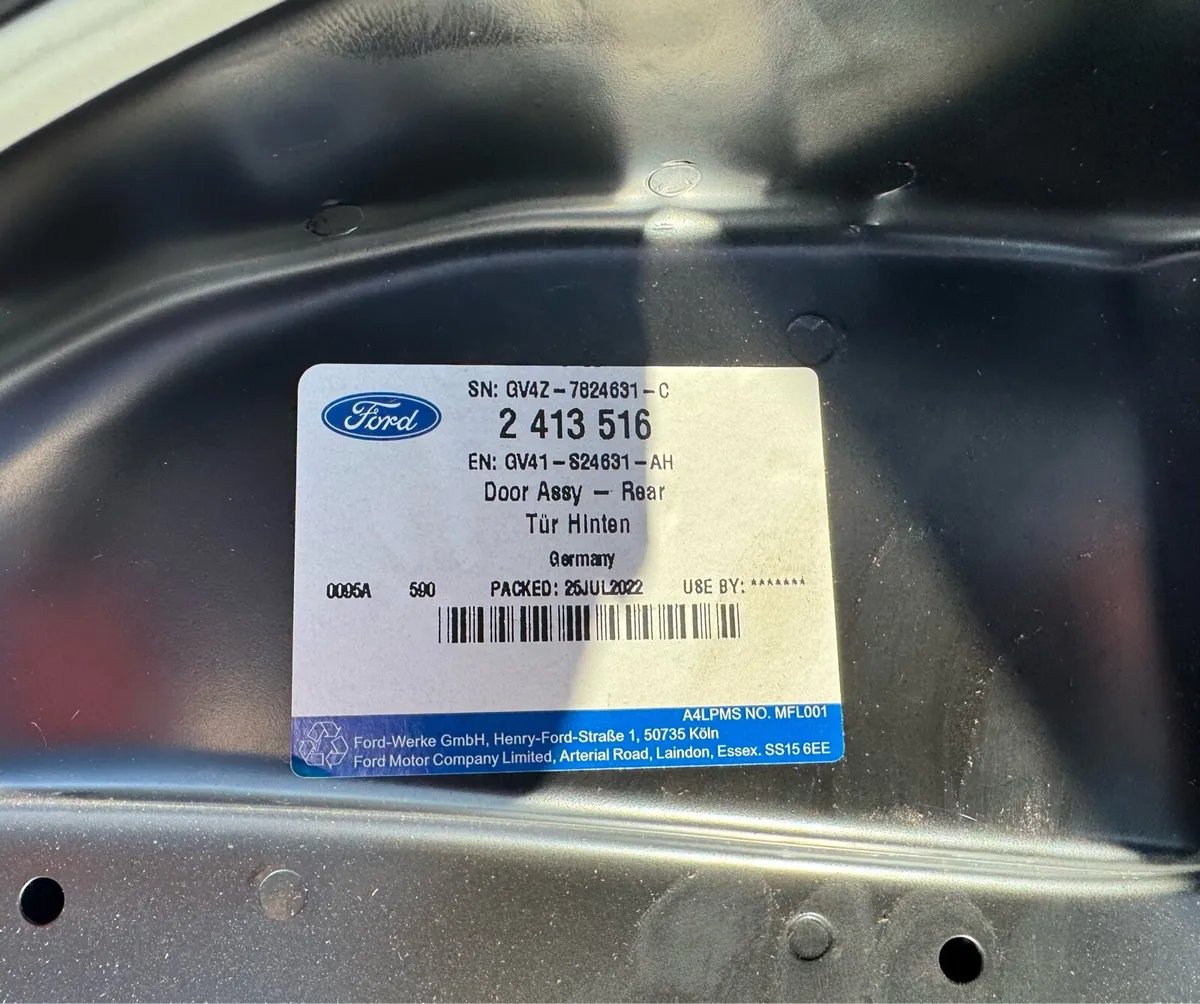 Ford
SN: GV4Z-7824631-C
2 413 516
EN: GV41-S24631-AH
Door Assy - Rear
Tür Hinten
Germany
0095A 590 PACKED: 25JUL2022 USE BY: *******
A4LPMS NO. MFL001
Ford-Werke GmbH, Henry-Ford-Straße 1, 50735 Köln
Ford Motor Company Limited, Arterial Road, Laindon, Essex. SS15 6EE